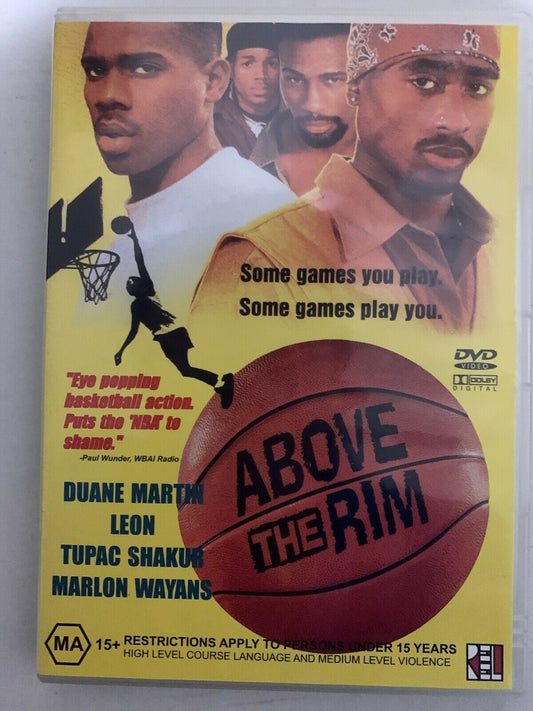 Some games you play.
Some games play you.
DVD
VIDEO
DOLBY
DIGITAL
"Eye popping
basketball action.
Puts the 'NBA' to
shame."
-Paul Wunder, WBAI Radio
ABOVE
THE RIM
DUANE MARTIN
LEON
TUPAC SHAKUR
MARLON WAYANS
MA 15+ RESTRICTIONS APPLY TO PERSONS UNDER 15 YEARS
HIGH LEVEL COURSE LANGUAGE AND MEDIUM LEVEL VIOLENCE
REEL